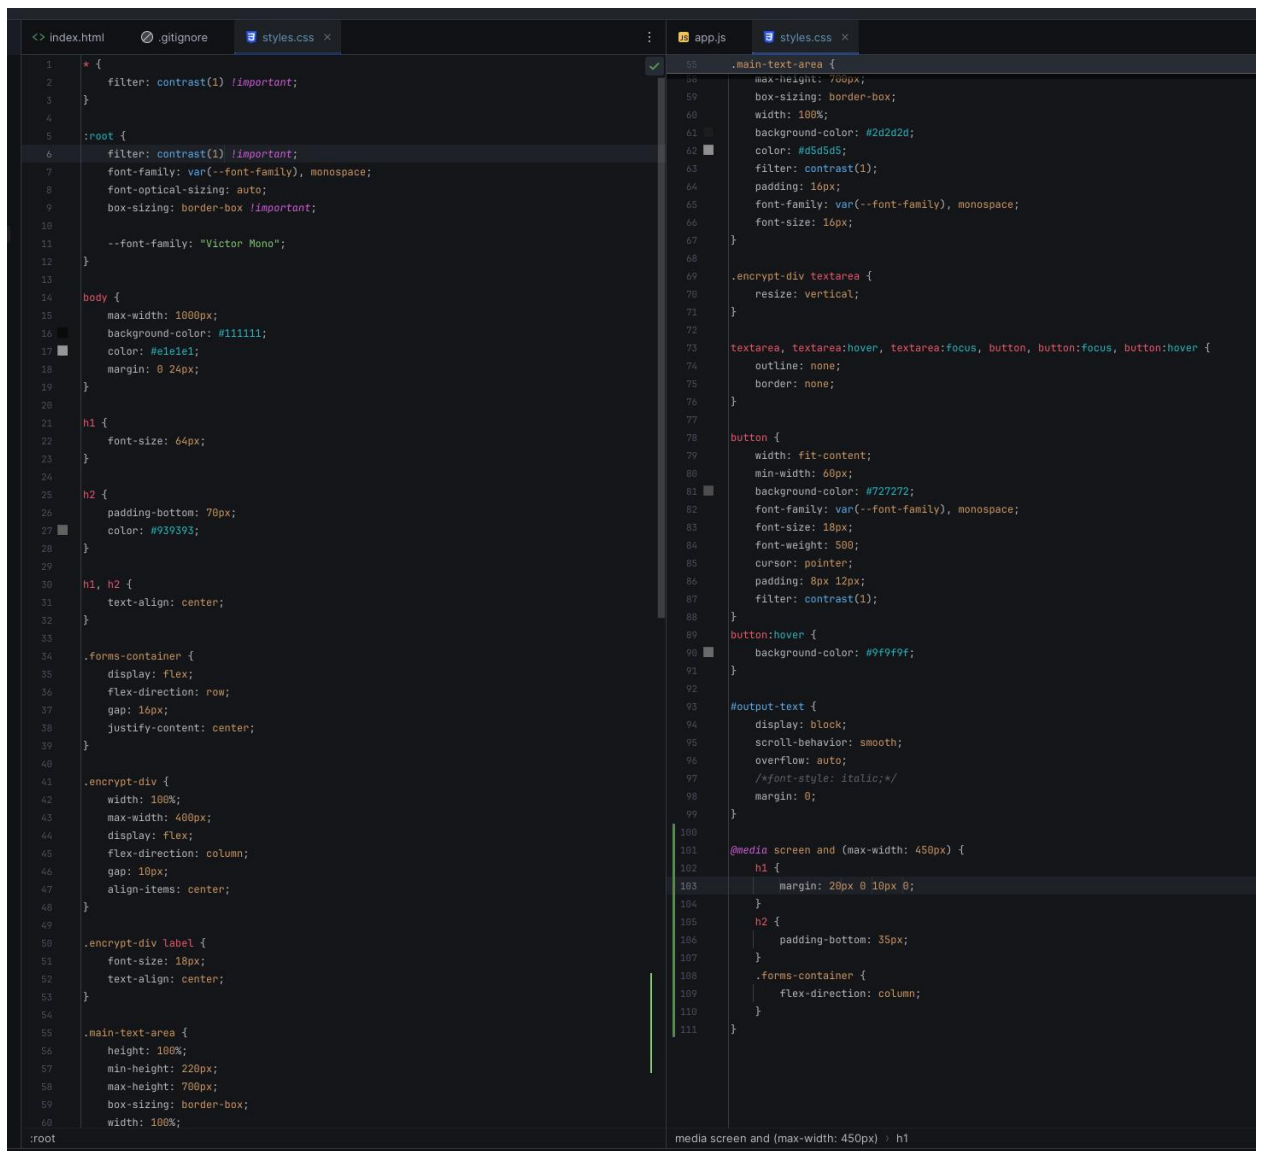 index.html
.gitignore
styles.css
1 * {
2 filter: contrast(1) !important;
3 }
4
5 :root {
6 filter: contrast(1) !important;
7 font-family: var(--font-family), monospace;
8 font-optical-sizing: auto;
9 box-sizing: border-box !important;
10
11 --font-family: "Victor Mono";
12 }
13
14 body {
15 max-width: 1000px;
16 background-color: #111111;
17 color: #e1e1e1;
18 margin: 0 24px;
19 }
20
21 h1 {
22 font-size: 64px;
23 }
24
25 h2 {
26 padding-bottom: 70px;
27 color: #939393;
28 }
29
30 h1, h2 {
31 text-align: center;
32 }
33
34 .forms-container {
35 display: flex;
36 flex-direction: row;
37 gap: 16px;
38 justify-content: center;
39 }
40
41 .encrypt-div {
42 width: 100%;
43 max-width: 400px;
44 display: flex;
45 flex-direction: column;
46 gap: 10px;
47 align-items: center;
48 }
49
50 .encrypt-div label {
51 font-size: 18px;
52 text-align: center;
53 }
54
55 .main-text-area {
56 height: 100%;
57 min-height: 220px;
58 max-height: 700px;
59 box-sizing: border-box;
60 width: 100%;
:root
app.js
styles.css
55 .main-text-area {
58 max-height: 700px;
59 box-sizing: border-box;
60 width: 100%;
61 background-color: #2d2d2d;
62 color: #d5d5d5;
63 filter: contrast(1);
64 padding: 16px;
65 font-family: var(--font-family), monospace;
66 font-size: 16px;
67 }
68
69 .encrypt-div textarea {
70 resize: vertical;
71 }
72
73 textarea, textarea:hover, textarea:focus, button, button:focus, button:hover {
74 outline: none;
75 border: none;
76 }
77
78 button {
79 width: fit-content;
80 min-width: 60px;
81 background-color: #727272;
82 font-family: var(--font-family), monospace;
83 font-size: 18px;
84 font-weight: 500;
85 cursor: pointer;
86 padding: 8px 12px;
87 filter: contrast(1);
88 }
89 button:hover {
90 background-color: #9f9f9f;
91 }
92
93 #output-text {
94 display: block;
95 scroll-behavior: smooth;
96 overflow: auto;
97 /*font-style: italic;*/
98 margin: 0;
99 }
100
101 @media screen and (max-width: 450px) {
102 h1 {
103 margin: 20px 0 10px 0;
104 }
105 h2 {
106 padding-bottom: 35px;
107 }
108 .forms-container {
109 flex-direction: column;
110 }
111 }
media screen and (max-width: 450px) › h1